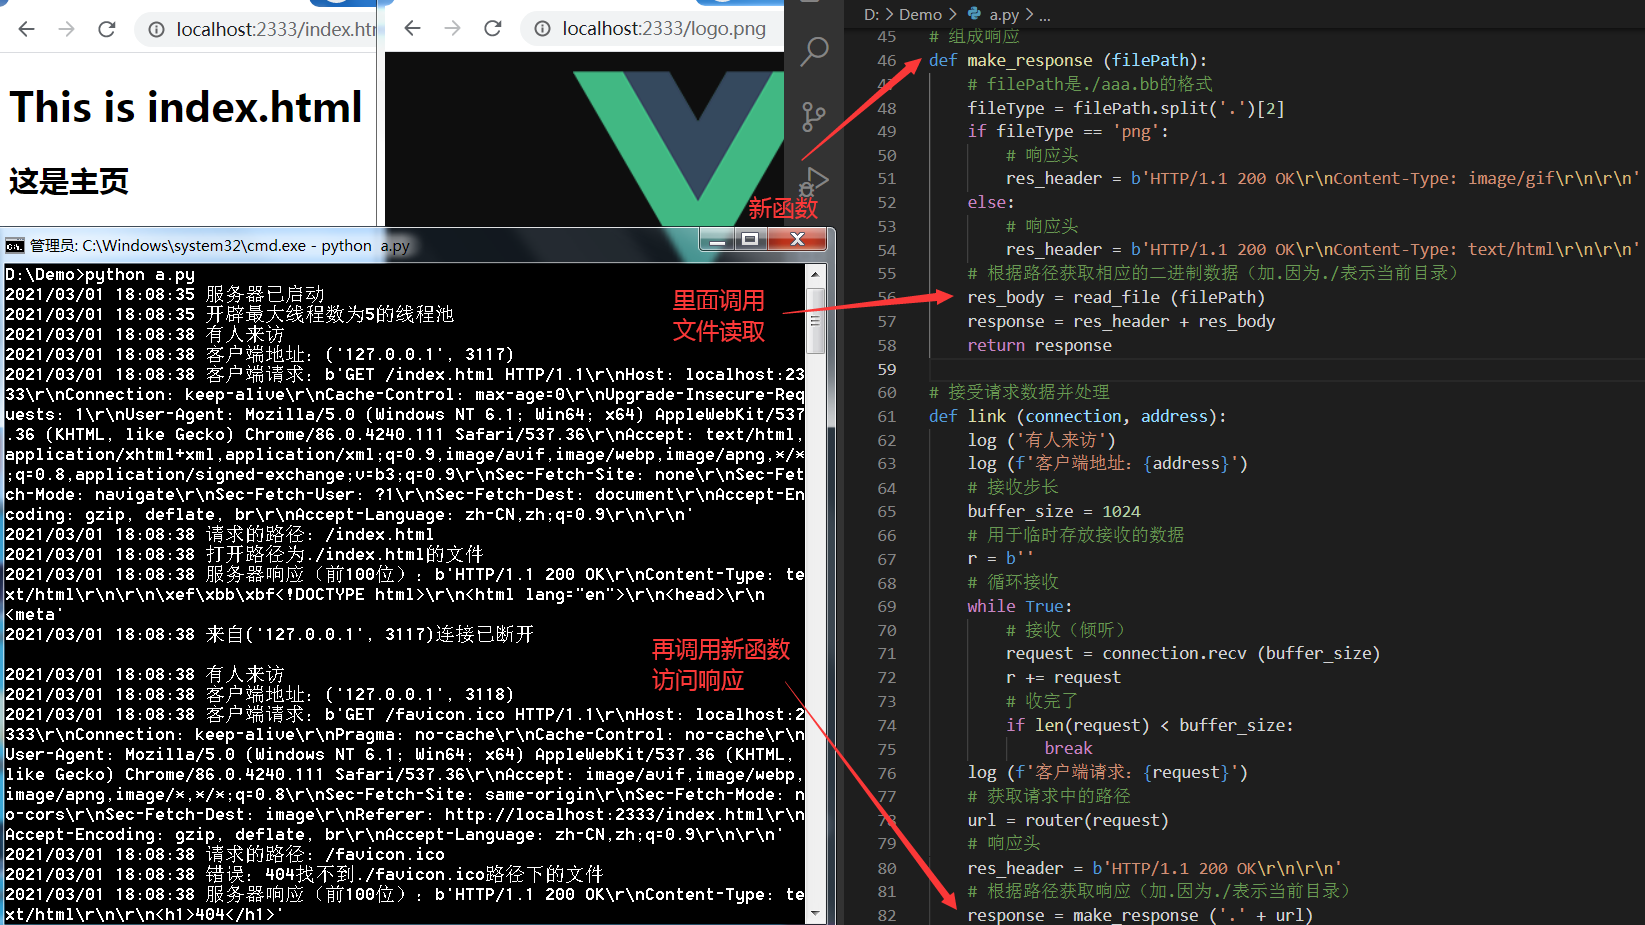 localhost:2333/index.htm
This is index.html
这是主页
localhost:2333/logo.png
新函数
管理员: C:\Windows\system32\cmd.exe - python  a.py
D:\Demo>python a.py
2021/03/01 18:08:35 服务器已启动
2021/03/01 18:08:35 开辟最大线程数为5的线程池
2021/03/01 18:08:38 有人来访
2021/03/01 18:08:38 客户端地址：('127.0.0.1', 3117)
2021/03/01 18:08:38 客户端请求：b'GET /index.html HTTP/1.1\r\nHost: localhost:23
33\r\nConnection: keep-alive\r\nCache-Control: max-age=0\r\nUpgrade-Insecure-Req
uests: 1\r\nUser-Agent: Mozilla/5.0 (Windows NT 6.1; Win64; x64) AppleWebKit/537
.36 (KHTML, like Gecko) Chrome/86.0.4240.111 Safari/537.36\r\nAccept: text/html,
application/xhtml+xml,application/xml;q=0.9,image/avif,image/webp,image/apng,*/*
;q=0.8,application/signed-exchange;v=b3;q=0.9\r\nSec-Fetch-Site: none\r\nSec-Fet
ch-Mode: navigate\r\nSec-Fetch-User: ?1\r\nSec-Fetch-Dest: document\r\nAccept-En
coding: gzip, deflate, br\r\nAccept-Language: zh-CN,zh;q=0.9\r\n\r\n'
2021/03/01 18:08:38 请求的路径：/index.html
2021/03/01 18:08:38 打开路径为./index.html的文件
2021/03/01 18:08:38 服务器响应（前100位）：b'HTTP/1.1 200 OK\r\nContent-Type: te
xt/html\r\n\r\n\xef\xbb\xbf<!DOCTYPE html>\r\n<html lang="en">\r\n<head>\r\n
<meta'
2021/03/01 18:08:38 来自('127.0.0.1', 3117)连接已断开
2021/03/01 18:08:38 有人来访
2021/03/01 18:08:38 客户端地址：('127.0.0.1', 3118)
2021/03/01 18:08:38 客户端请求：b'GET /favicon.ico HTTP/1.1\r\nHost: localhost:2
333\r\nConnection: keep-alive\r\nPragma: no-cache\r\nCache-Control: no-cache\r\n
User-Agent: Mozilla/5.0 (Windows NT 6.1; Win64; x64) AppleWebKit/537.36 (KHTML,
like Gecko) Chrome/86.0.4240.111 Safari/537.36\r\nAccept: image/avif,image/webp,
image/apng,image/*,*/*;q=0.8\r\nSec-Fetch-Site: same-origin\r\nSec-Fetch-Mode: n
o-cors\r\nSec-Fetch-Dest: image\r\nReferer: http://localhost:2333/index.html\r\n
Accept-Encoding: gzip, deflate, br\r\nAccept-Language: zh-CN,zh;q=0.9\r\n\r\n'
2021/03/01 18:08:38 请求的路径：/favicon.ico
2021/03/01 18:08:38 错误：404找不到./favicon.ico路径下的文件
2021/03/01 18:08:38 服务器响应（前100位）：b'HTTP/1.1 200 OK\r\nContent-Type: te
xt/html\r\n\r\n<h1>404</h1>'
里面调用
文件读取
再调用新函数
访问响应
D: > Demo > a.py > ...
45 # 组成响应
46 def make_response (filePath):
47 # filePath是./aaa.bb的格式
48 fileType = filePath.split('.')[2]
49 if fileType == 'png':
50 # 响应头
51 res_header = b'HTTP/1.1 200 OK\r\nContent-Type: image/gif\r\n\r\n'
52 else:
53 # 响应头
54 res_header = b'HTTP/1.1 200 OK\r\nContent-Type: text/html\r\n\r\n'
55 # 根据路径获取相应的二进制数据（加.因为./表示当前目录）
56 res_body = read_file (filePath)
57 response = res_header + res_body
58 return response
59
60 # 接受请求数据并处理
61 def link (connection, address):
62 log ('有人来访')
63 log (f'客户端地址：{address}')
64 # 接收步长
65 buffer_size = 1024
66 # 用于临时存放接收的数据
67 r = b''
68 # 循环接收
69 while True:
70 # 接收（倾听）
71 request = connection.recv (buffer_size)
72 r += request
73 # 收完了
74 if len(request) < buffer_size:
75 break
76 log (f'客户端请求：{request}')
77 # 获取请求中的路径
78 url = router(request)
79 # 响应头
80 res_header = b'HTTP/1.1 200 OK\r\n\r\n'
81 # 根据路径获取响应（加.因为./表示当前目录）
82 response = make_response ('.' + url)